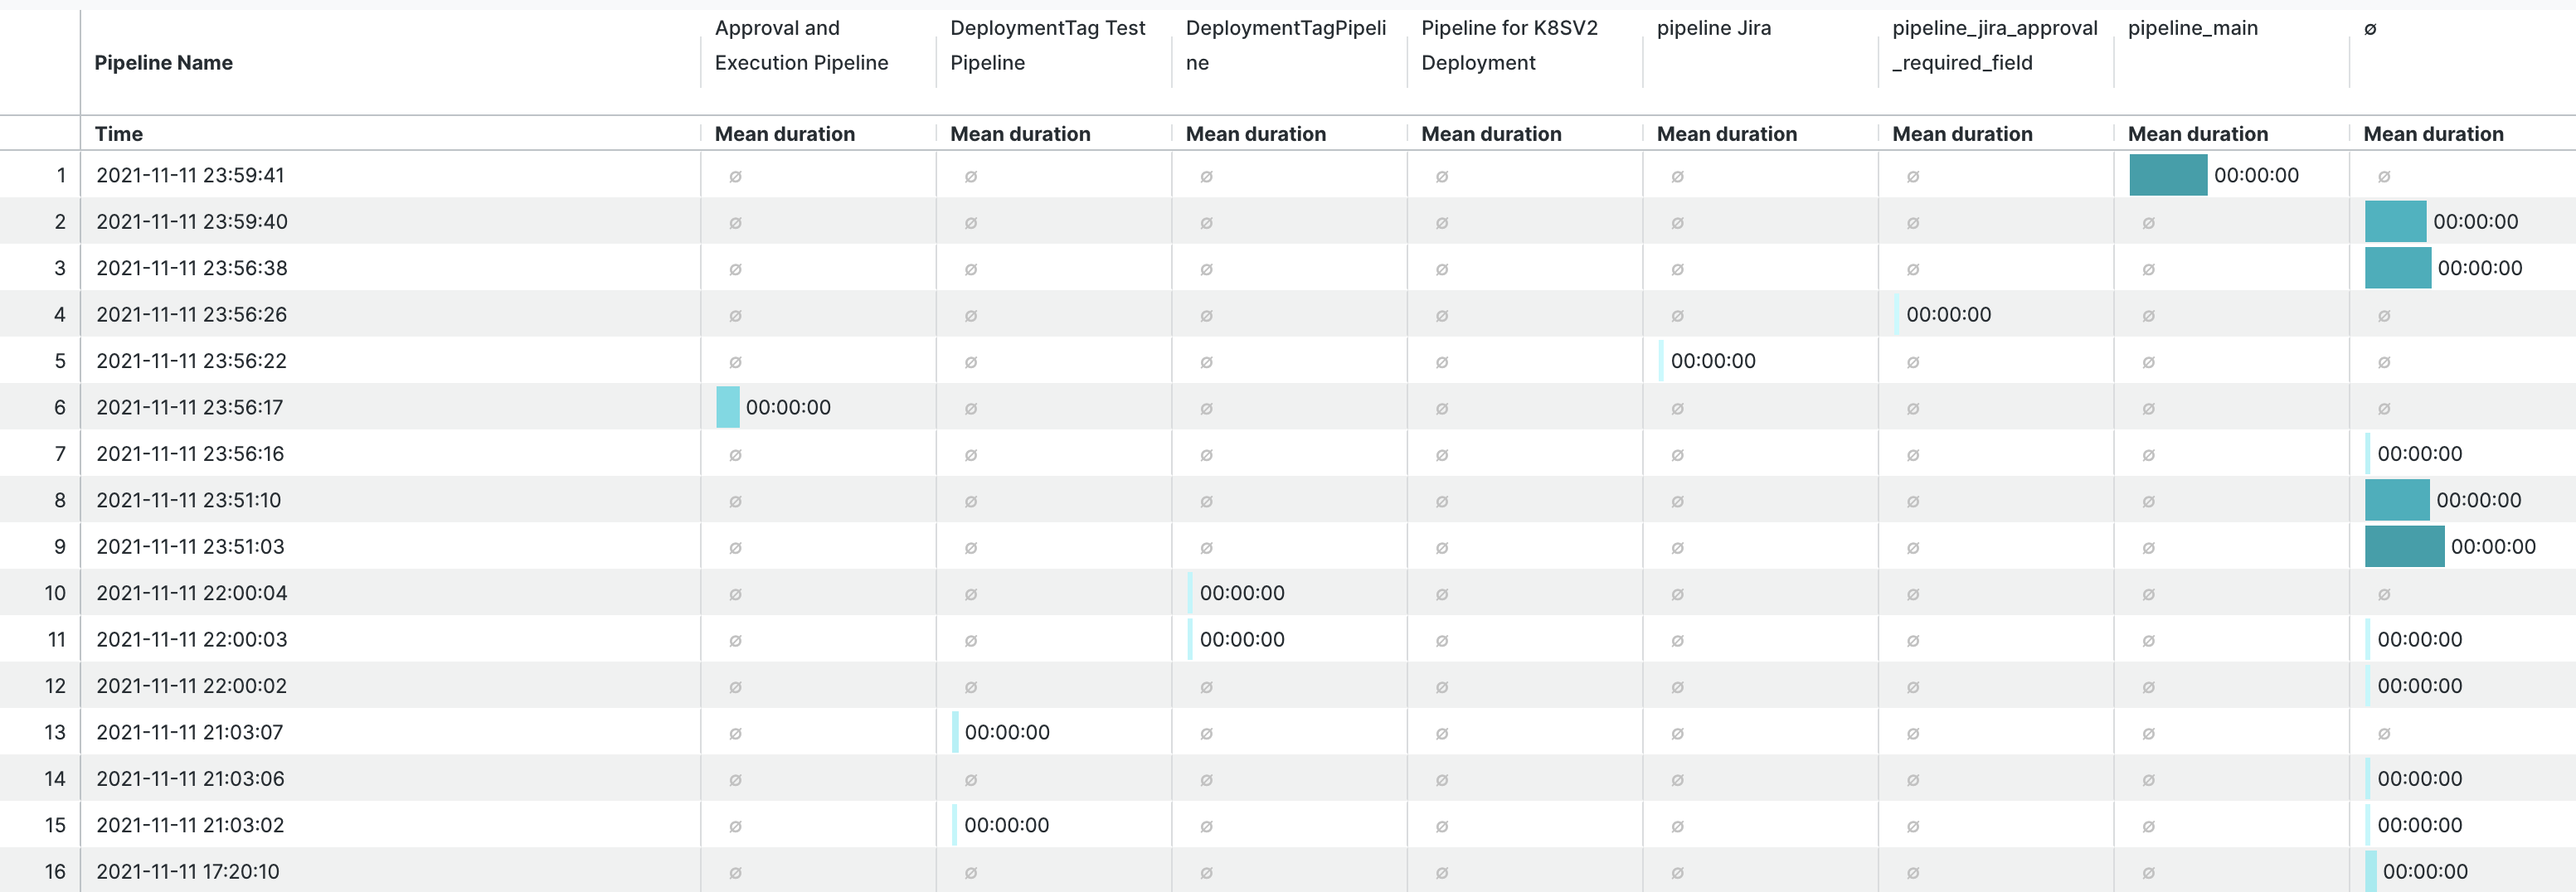 Pipeline Name Approval and Execution Pipeline DeploymentTag Test Pipeline DeploymentTagPipeline Pipeline for K8SV2 Deployment pipeline Jira pipeline_jira_approval_required_field pipeline_main ∅
Time Mean duration Mean duration Mean duration Mean duration Mean duration Mean duration Mean duration Mean duration
1 2021-11-11 23:59:41 ∅ ∅ ∅ ∅ ∅ ∅ 00:00:00 ∅
2 2021-11-11 23:59:40 ∅ ∅ ∅ ∅ ∅ ∅ ∅ 00:00:00
3 2021-11-11 23:56:38 ∅ ∅ ∅ ∅ ∅ ∅ ∅ 00:00:00
4 2021-11-11 23:56:26 ∅ ∅ ∅ ∅ ∅ 00:00:00 ∅ ∅
5 2021-11-11 23:56:22 ∅ ∅ ∅ ∅ 00:00:00 ∅ ∅ ∅
6 2021-11-11 23:56:17 00:00:00 ∅ ∅ ∅ ∅ ∅ ∅ ∅
7 2021-11-11 23:56:16 ∅ ∅ ∅ ∅ ∅ ∅ ∅ 00:00:00
8 2021-11-11 23:51:10 ∅ ∅ ∅ ∅ ∅ ∅ ∅ 00:00:00
9 2021-11-11 23:51:03 ∅ ∅ ∅ ∅ ∅ ∅ ∅ 00:00:00
10 2021-11-11 22:00:04 ∅ ∅ 00:00:00 ∅ ∅ ∅ ∅ ∅
11 2021-11-11 22:00:03 ∅ ∅ 00:00:00 ∅ ∅ ∅ ∅ 00:00:00
12 2021-11-11 22:00:02 ∅ ∅ ∅ ∅ ∅ ∅ ∅ 00:00:00
13 2021-11-11 21:03:07 ∅ 00:00:00 ∅ ∅ ∅ ∅ ∅ ∅
14 2021-11-11 21:03:06 ∅ ∅ ∅ ∅ ∅ ∅ ∅ 00:00:00
15 2021-11-11 21:03:02 ∅ 00:00:00 ∅ ∅ ∅ ∅ ∅ 00:00:00
16 2021-11-11 17:20:10 ∅ ∅ ∅ ∅ ∅ ∅ ∅ 00:00:00